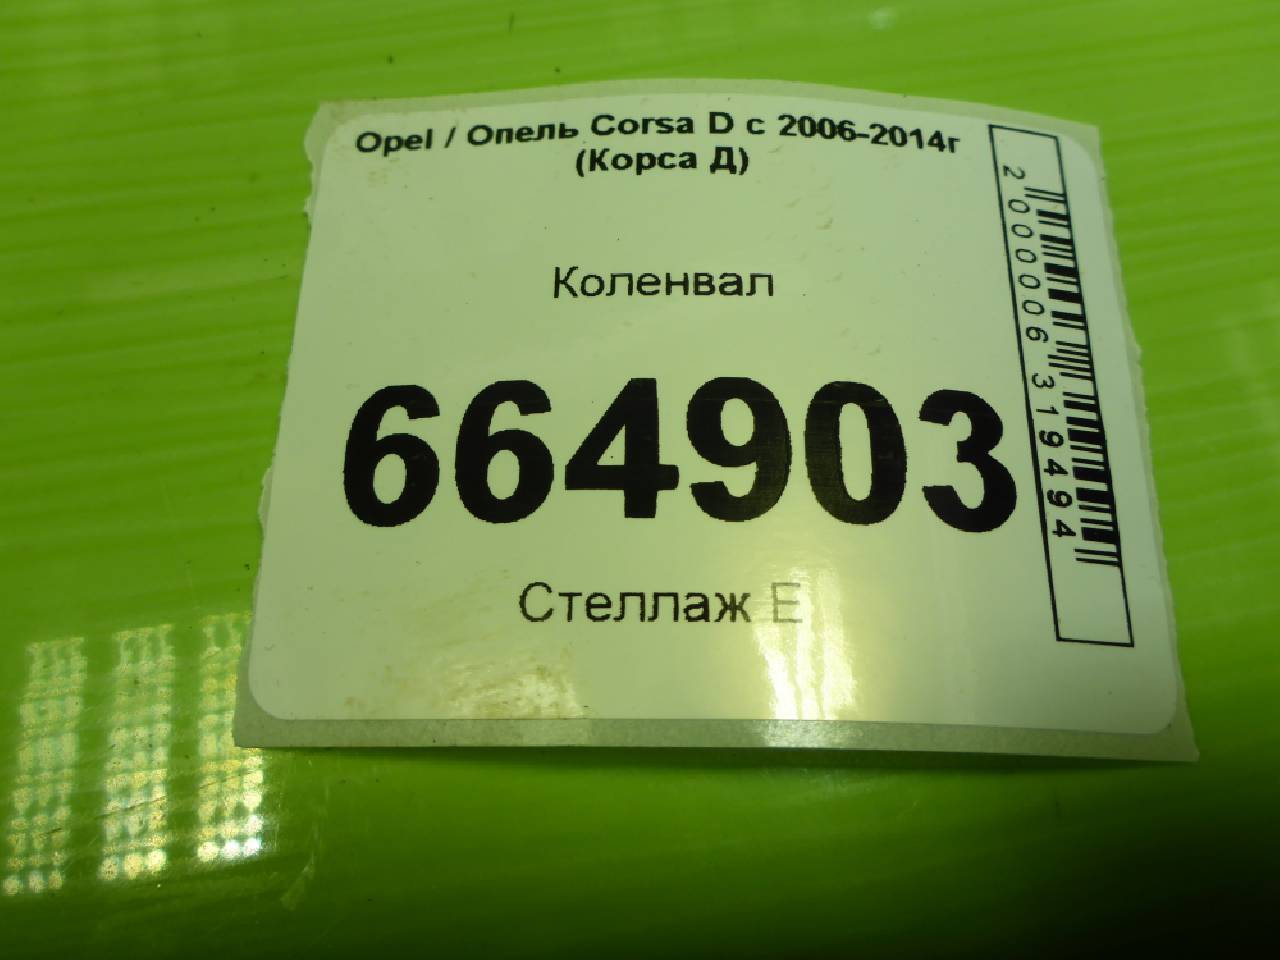 Opel / Опель Corsa D с 2006-2014г
(Корса Д)
Коленвал
664903
Стеллаж Е
2000006319494